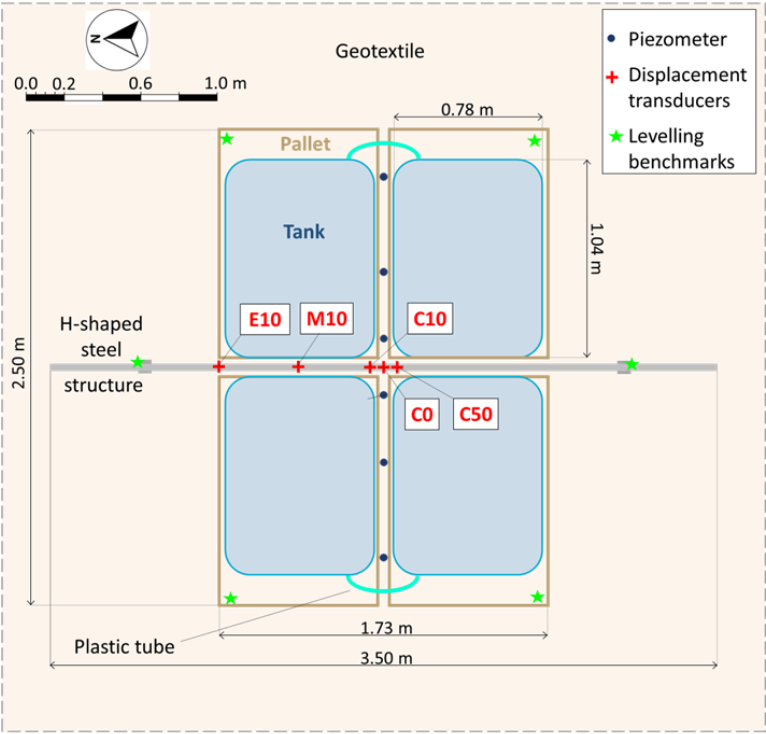 N
Geotextile
0.0 0.2 0.6 1.0 m
Piezometer
Displacement
transducers
Levelling
benchmarks
0.78 m
Pallet
Tank
1.04 m
E10
M10
C10
H-shaped
steel
structure
2.50 m
C0
C50
Plastic tube
1.73 m
3.50 m